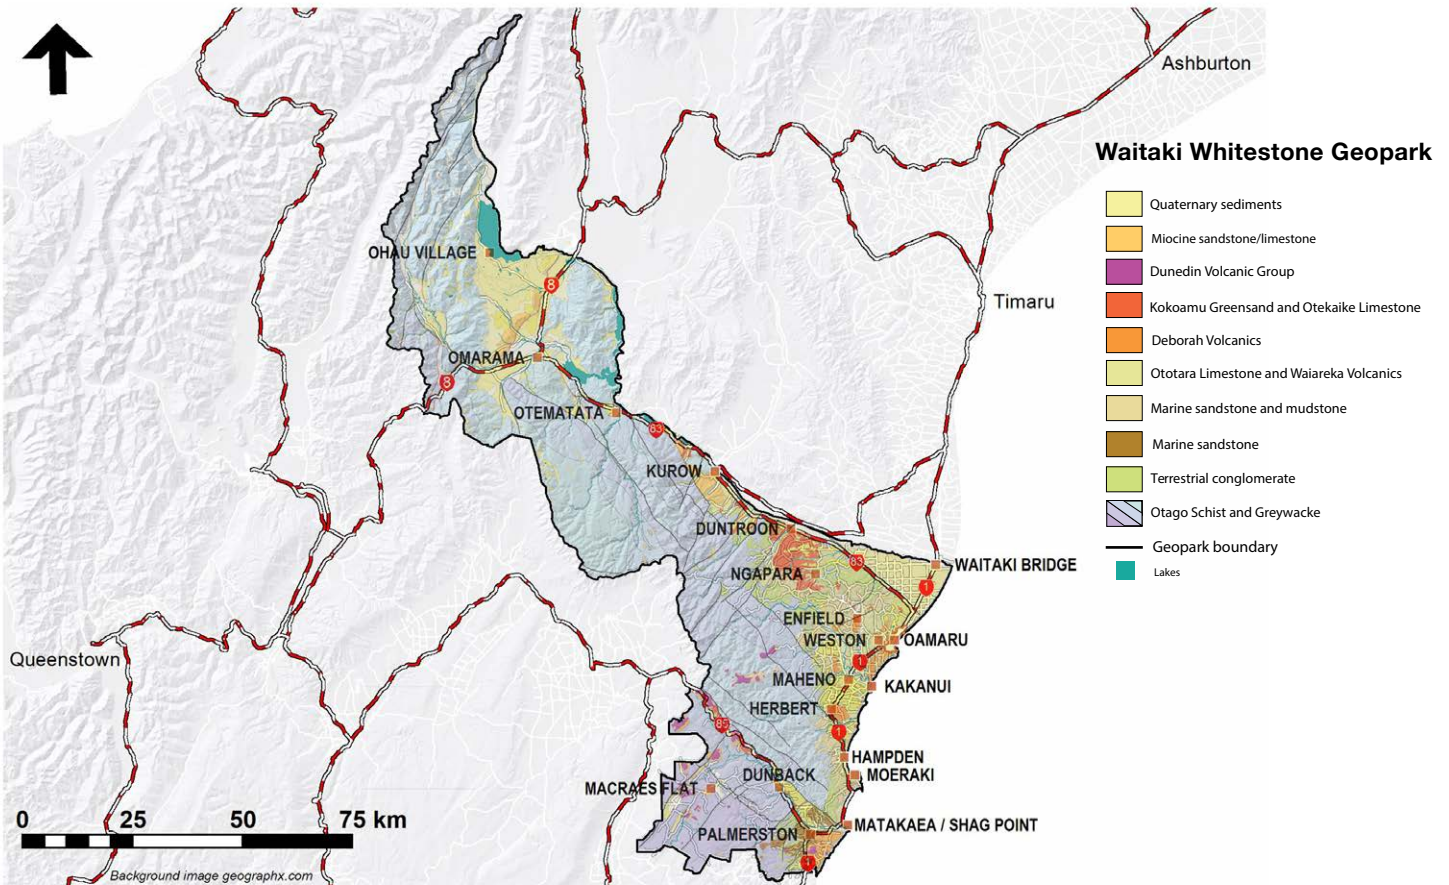 Ashburton
Waitaki Whitestone Geopark
Quaternary sediments
Miocine sandstone/limestone
Dunedin Volcanic Group
Kokoamu Greensand and Otekaike Limestone
Deborah Volcanics
Ototara Limestone and Waiareka Volcanics
Marine sandstone and mudstone
Marine sandstone
Terrestrial conglomerate
Otago Schist and Greywacke
Geopark boundary
Lakes
OHAU VILLAGE
8
Timaru
OMARAMA
8
OTEMATATA
83
KUROW
DUNTROON
83
WAITAKI BRIDGE
NGAPARA
1
ENFIELD
WESTON
OAMARU
Queenstown
1
MAHENO
KAKANUI
HERBERT
85
1
HAMPDEN
MOERAKI
DUNBACK
MACRAES FLAT
0 25 50 75 km
MATAKAEA / SHAG POINT
PALMERSTON
1
Background image geographx.com